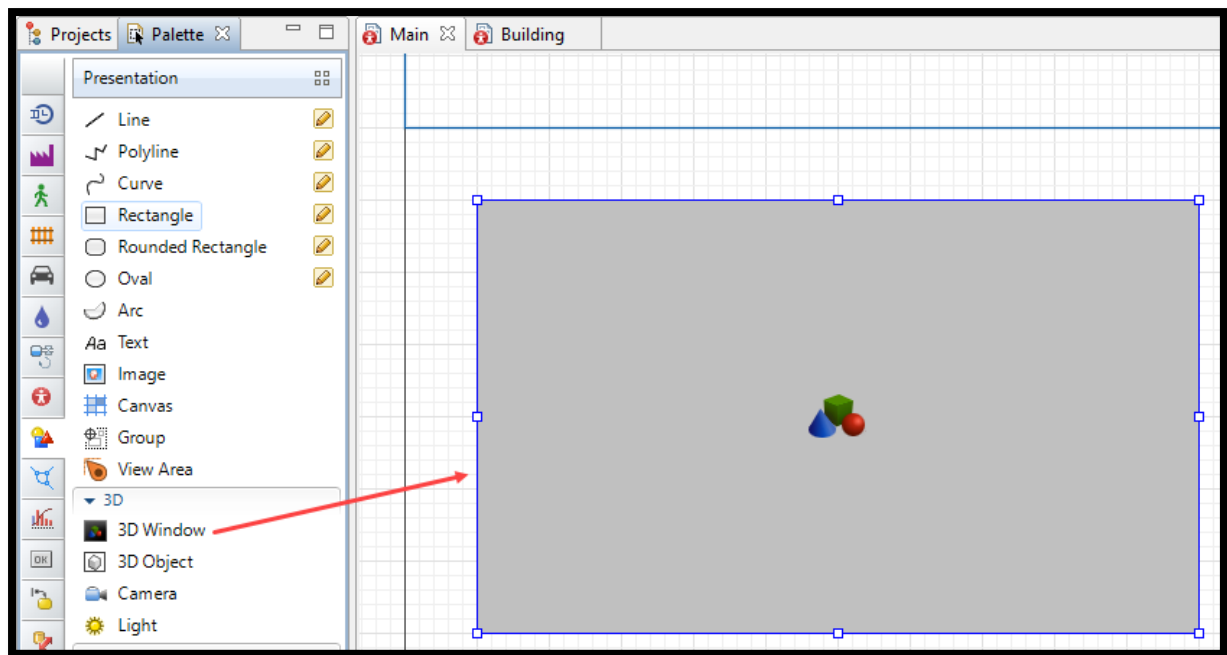 Projects Palette Main Building
Presentation
Line
Polyline
Curve
Rectangle
Rounded Rectangle
Oval
Arc
Aa Text
Image
Canvas
Group
View Area
3D
3D Window
3D Object
OK
Camera
Light